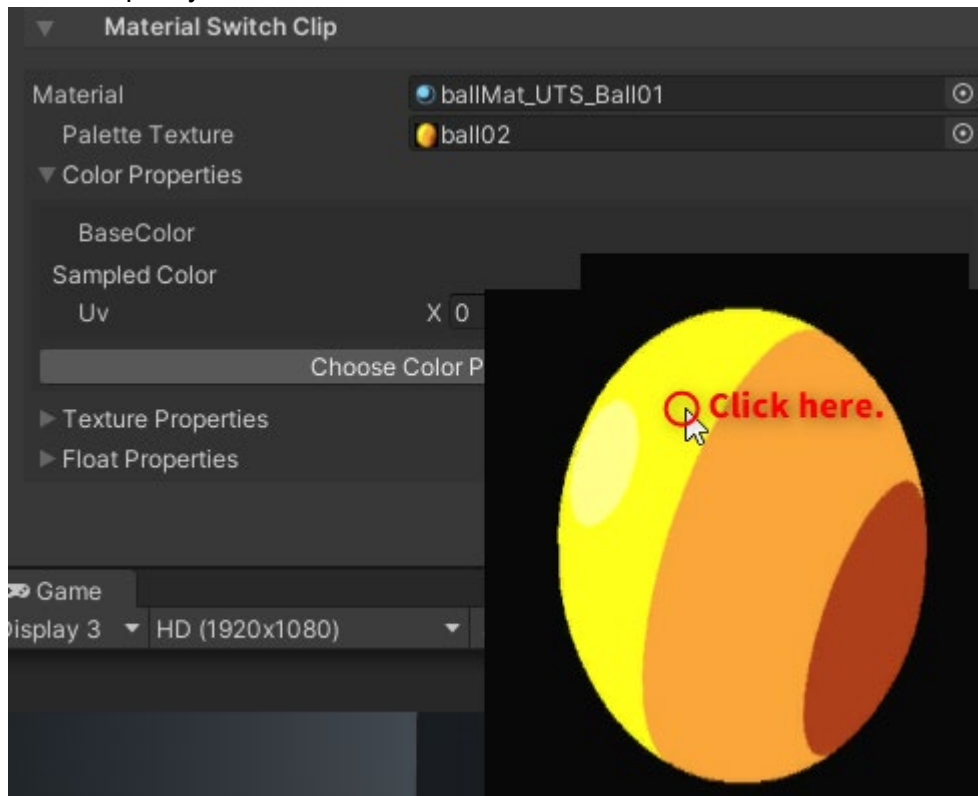 Material Switch Clip
Material ballMat_UTS_Ball01
Palette Texture ball02
Color Properties
BaseColor
Sampled Color
Uv X 0
Choose Color P
Click here.
Texture Properties
Float Properties
Game
Display 3 HD (1920x1080)